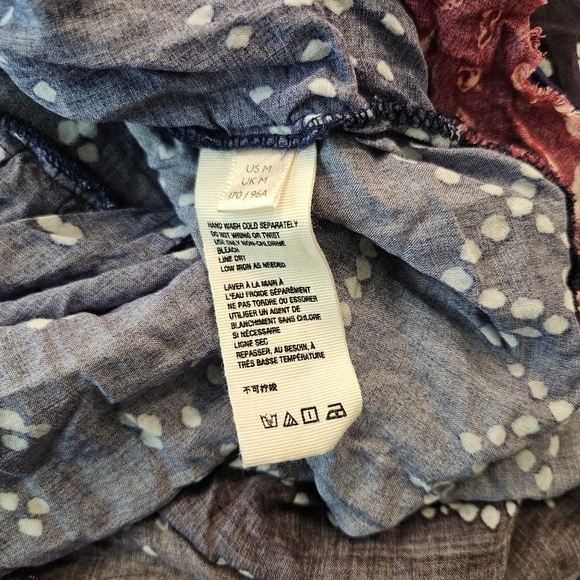 US M
UK M
170 / 96A
HAND WASH COLD SEPARATELY
DO NOT WRING OR TWIST
USE ONLY NON-CHLORINE
BLEACH
LINE DRY
LOW IRON AS NEEDED
LAVER À LA MAIN À
L'EAU FROIDE SÉPARÉMENT
NE PAS TORDRE OU ESSORER
UTILISER UN AGENT DE
BLANCHIMENT SANS CHLORE
SI NÉCESSAIRE
LIGNE SEC
REPASSER, AU BESOIN, À
TRÈS BASSE TEMPÉRATURE
不可拧绞